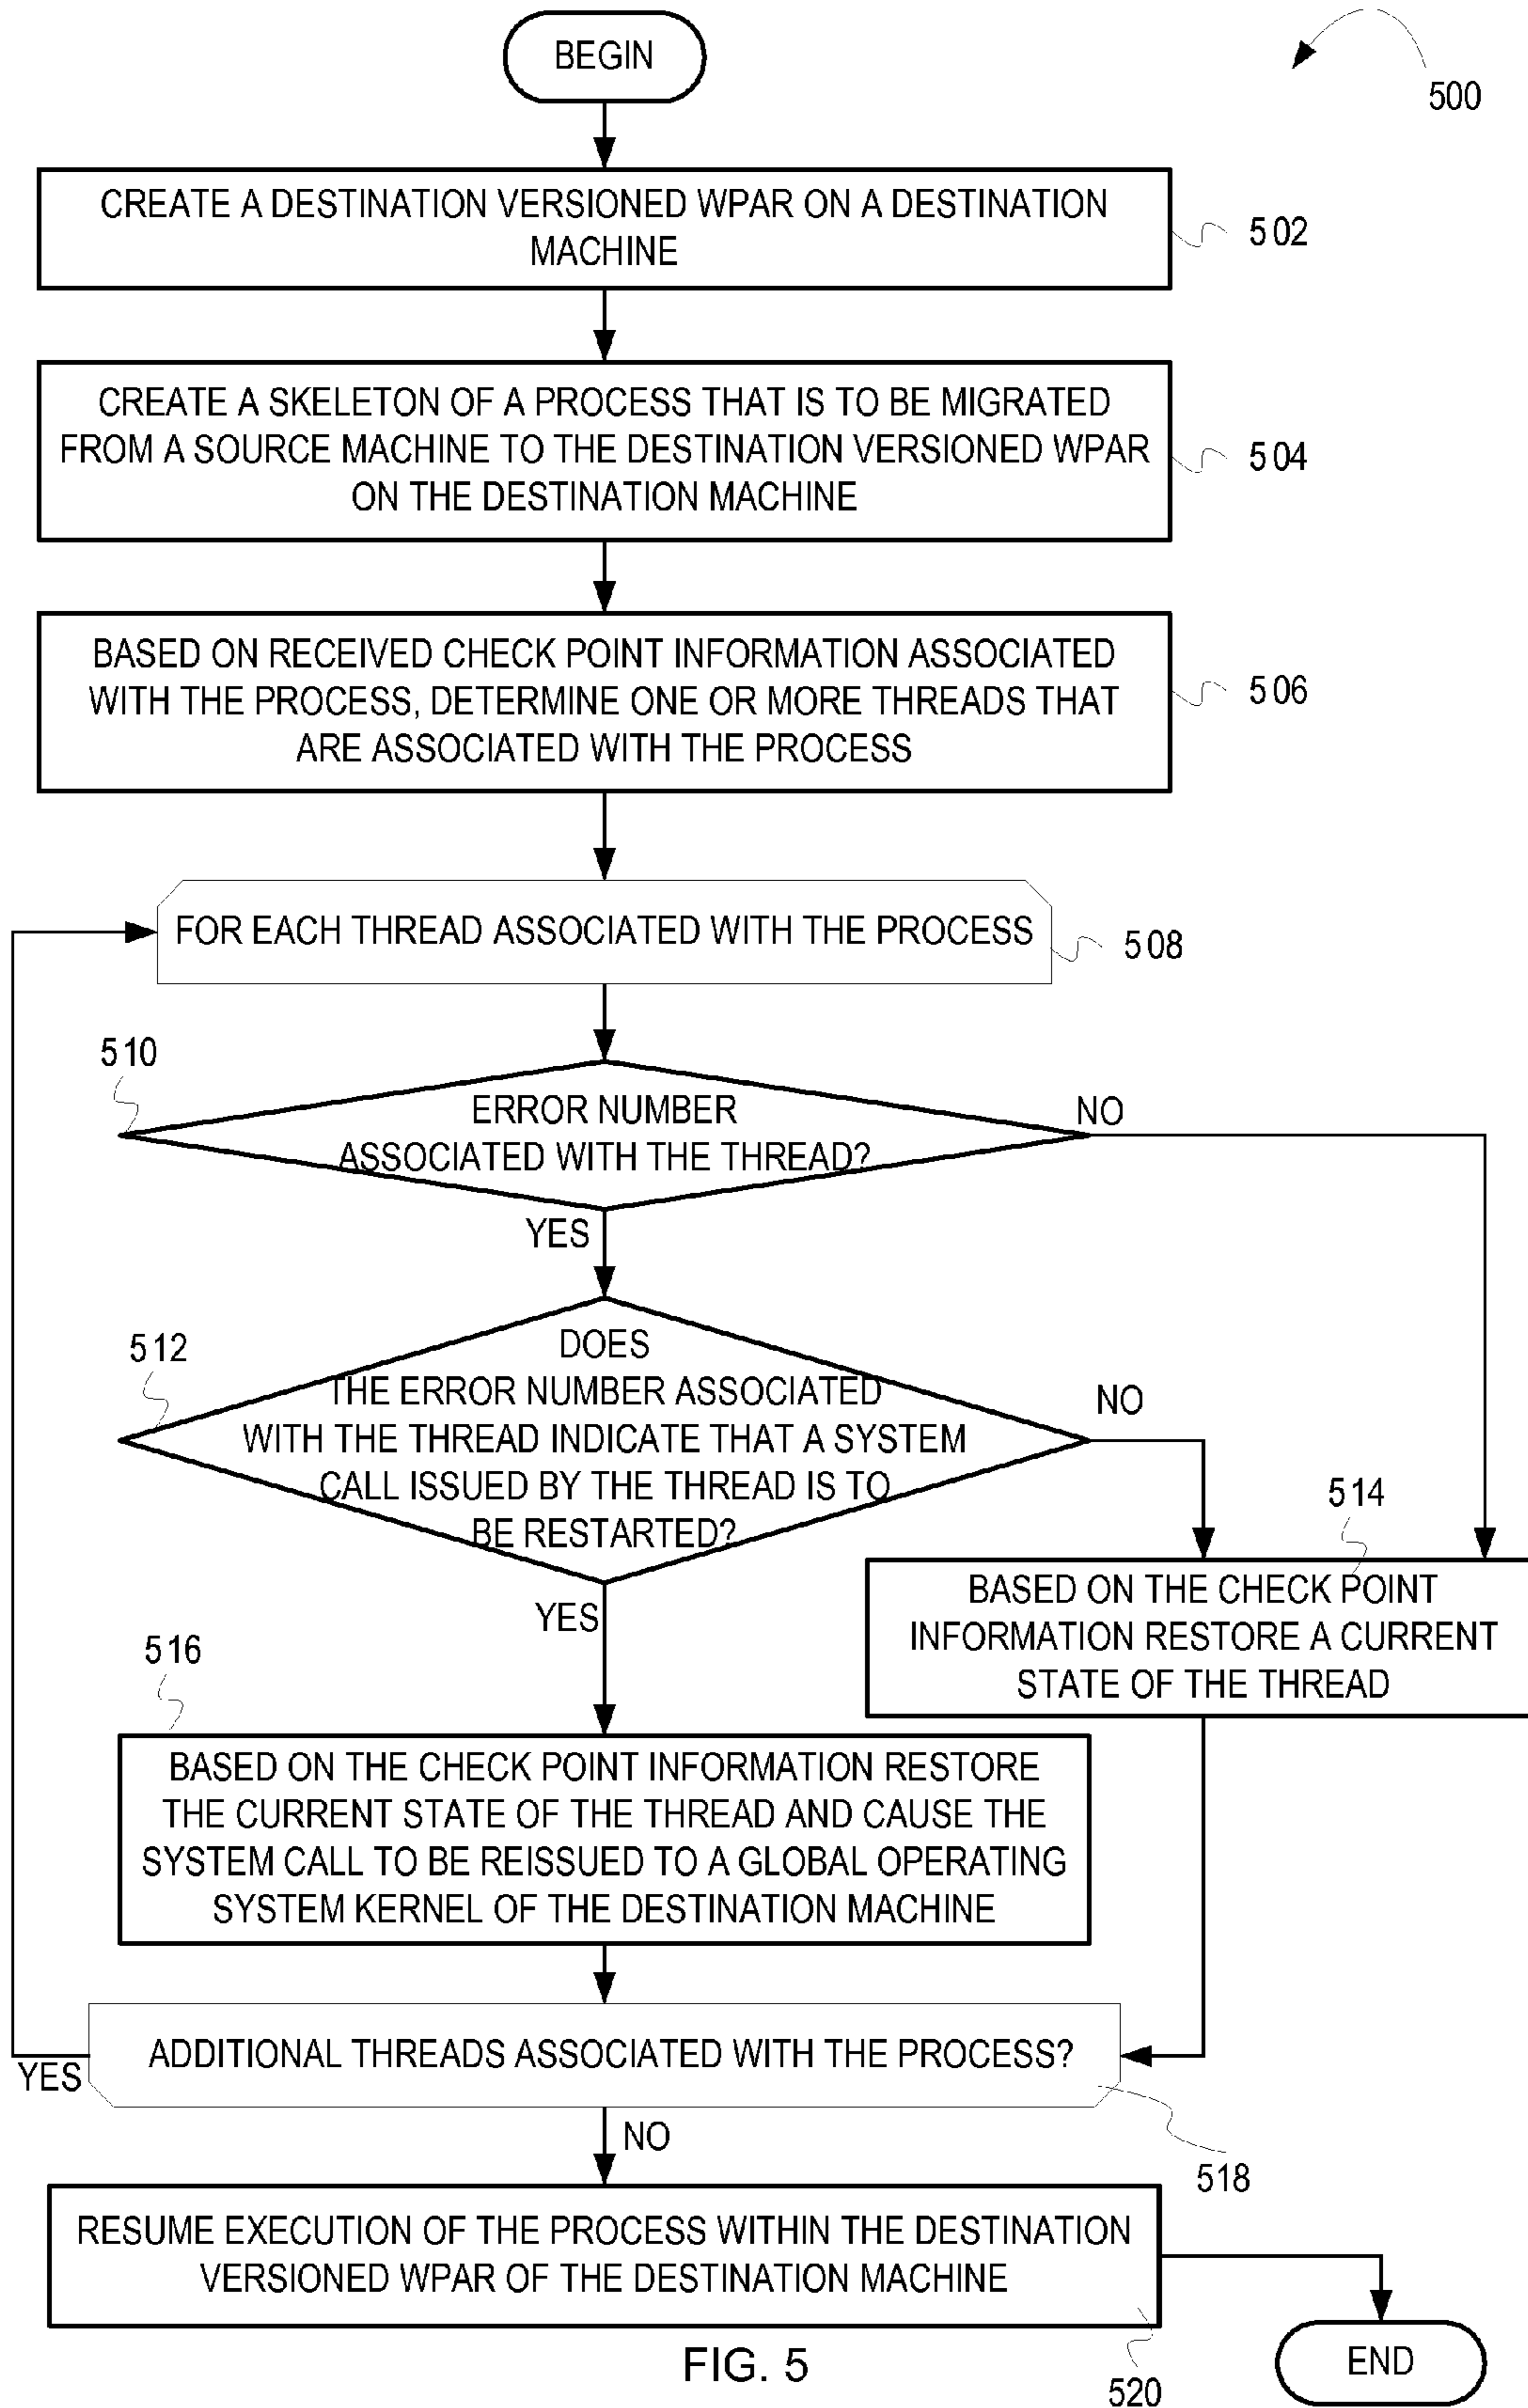 BEGIN
500
CREATE A DESTINATION VERSIONED WPAR ON A DESTINATION
MACHINE
502
CREATE A SKELETON OF A PROCESS THAT IS TO BE MIGRATED
FROM A SOURCE MACHINE TO THE DESTINATION VERSIONED WPAR
ON THE DESTINATION MACHINE
504
BASED ON RECEIVED CHECK POINT INFORMATION ASSOCIATED
WITH THE PROCESS, DETERMINE ONE OR MORE THREADS THAT
ARE ASSOCIATED WITH THE PROCESS
506
FOR EACH THREAD ASSOCIATED WITH THE PROCESS
508
510
ERROR NUMBER
ASSOCIATED WITH THE THREAD?
NO
YES
512
DOES
THE ERROR NUMBER ASSOCIATED
WITH THE THREAD INDICATE THAT A SYSTEM
CALL ISSUED BY THE THREAD IS TO
BE RESTARTED?
NO
YES
514
BASED ON THE CHECK POINT
INFORMATION RESTORE A CURRENT
STATE OF THE THREAD
516
BASED ON THE CHECK POINT INFORMATION RESTORE
THE CURRENT STATE OF THE THREAD AND CAUSE THE
SYSTEM CALL TO BE REISSUED TO A GLOBAL OPERATING
SYSTEM KERNEL OF THE DESTINATION MACHINE
ADDITIONAL THREADS ASSOCIATED WITH THE PROCESS?
YES
NO
518
RESUME EXECUTION OF THE PROCESS WITHIN THE DESTINATION
VERSIONED WPAR OF THE DESTINATION MACHINE
520
END
FIG. 5